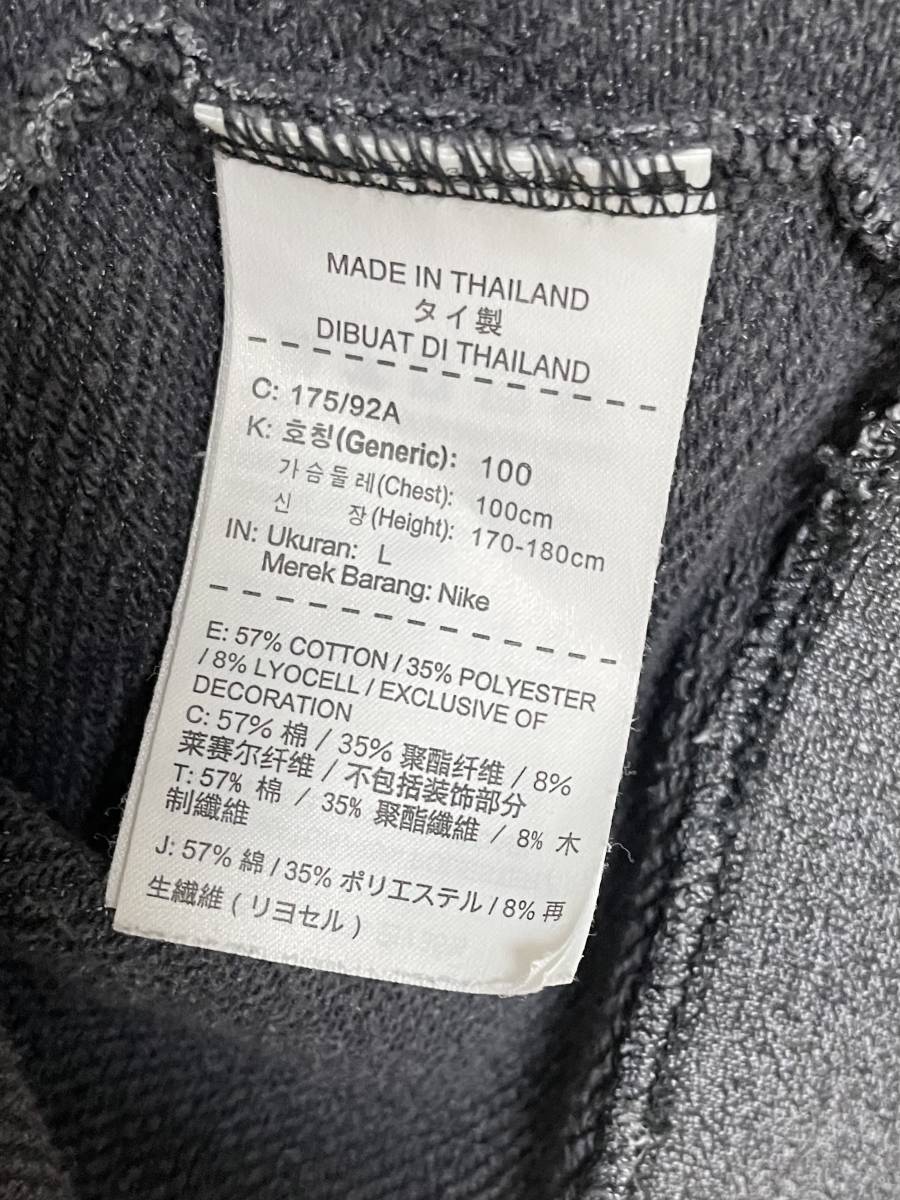 MADE IN THAILAND
タイ製
DIBUAT DI THAILAND
C: 175/92A
K: 호칭(Generic): 100
가슴둘레(Chest): 100cm
신 장(Height): 170-180cm
IN: Ukuran: L
Merek Barang: Nike
E: 57% COTTON / 35% POLYESTER
/ 8% LYOCELL / EXCLUSIVE OF
DECORATION
C: 57% 棉 / 35% 聚酯纤维 / 8%
莱赛尔纤维 / 不包括装饰部分
T: 57% 棉 / 35% 聚酯纖維 / 8% 木
制纖維
J: 57% 綿 / 35% ポリエステル / 8% 再
生繊維 ( リヨセル )